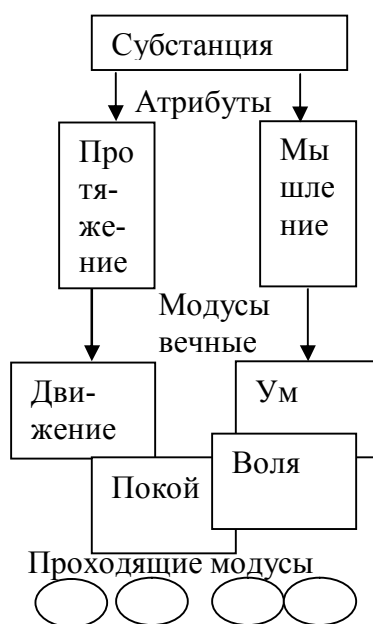 Субстанция
Атрибуты
Про
тя-
же-
ние
Мы
шле
ние
Модусы
вечные
Дви-
жение
Ум
Покой
Воля
Проходящие модусы